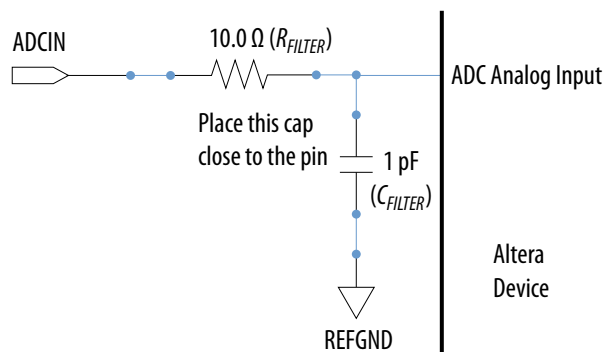 ADCIN
10.0 Ω (RFILTER)
ADC Analog Input
Place this cap
close to the pin
1 pF
(CFILTER)
Altera
Device
REFGND